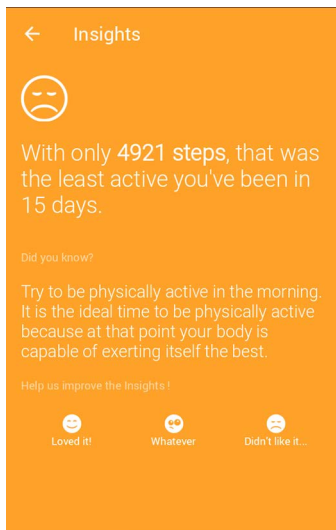 Insights
With only 4921 steps, that was
the least active you've been in
15 days.
Did you know?
Try to be physically active in the morning.
It is the ideal time to be physically active
because at that point your body is
capable of exerting itself the best.
Help us improve the Insights !
Loved it!
Whatever
Didn't like it...